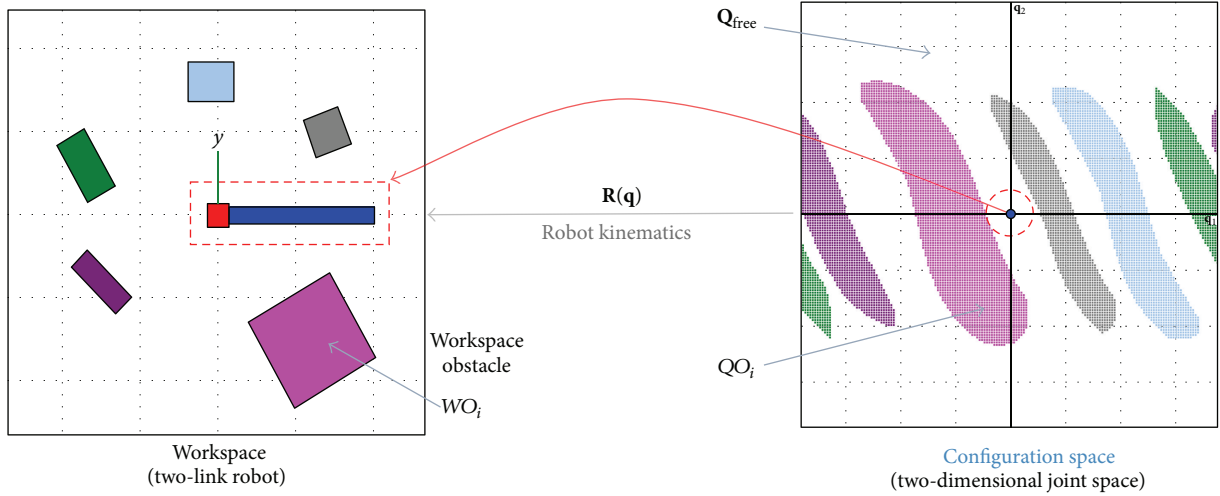 y
Workspace
obstacle
WO_i
Workspace
(two-link robot)
R(q)
Robot kinematics
Q_free
q_2
q_1
QO_i
Configuration space
(two-dimensional joint space)